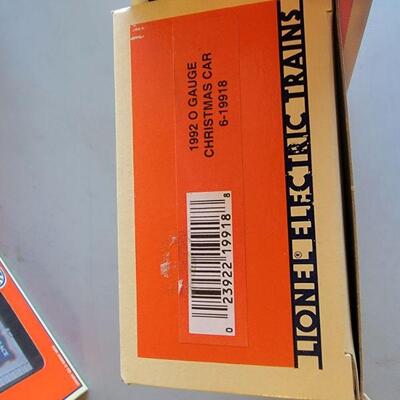 1992 O GAUGE
CHRISTMAS CAR
6-19918
0 23922 19918 8
LIONEL® ELECTRIC TRAINS